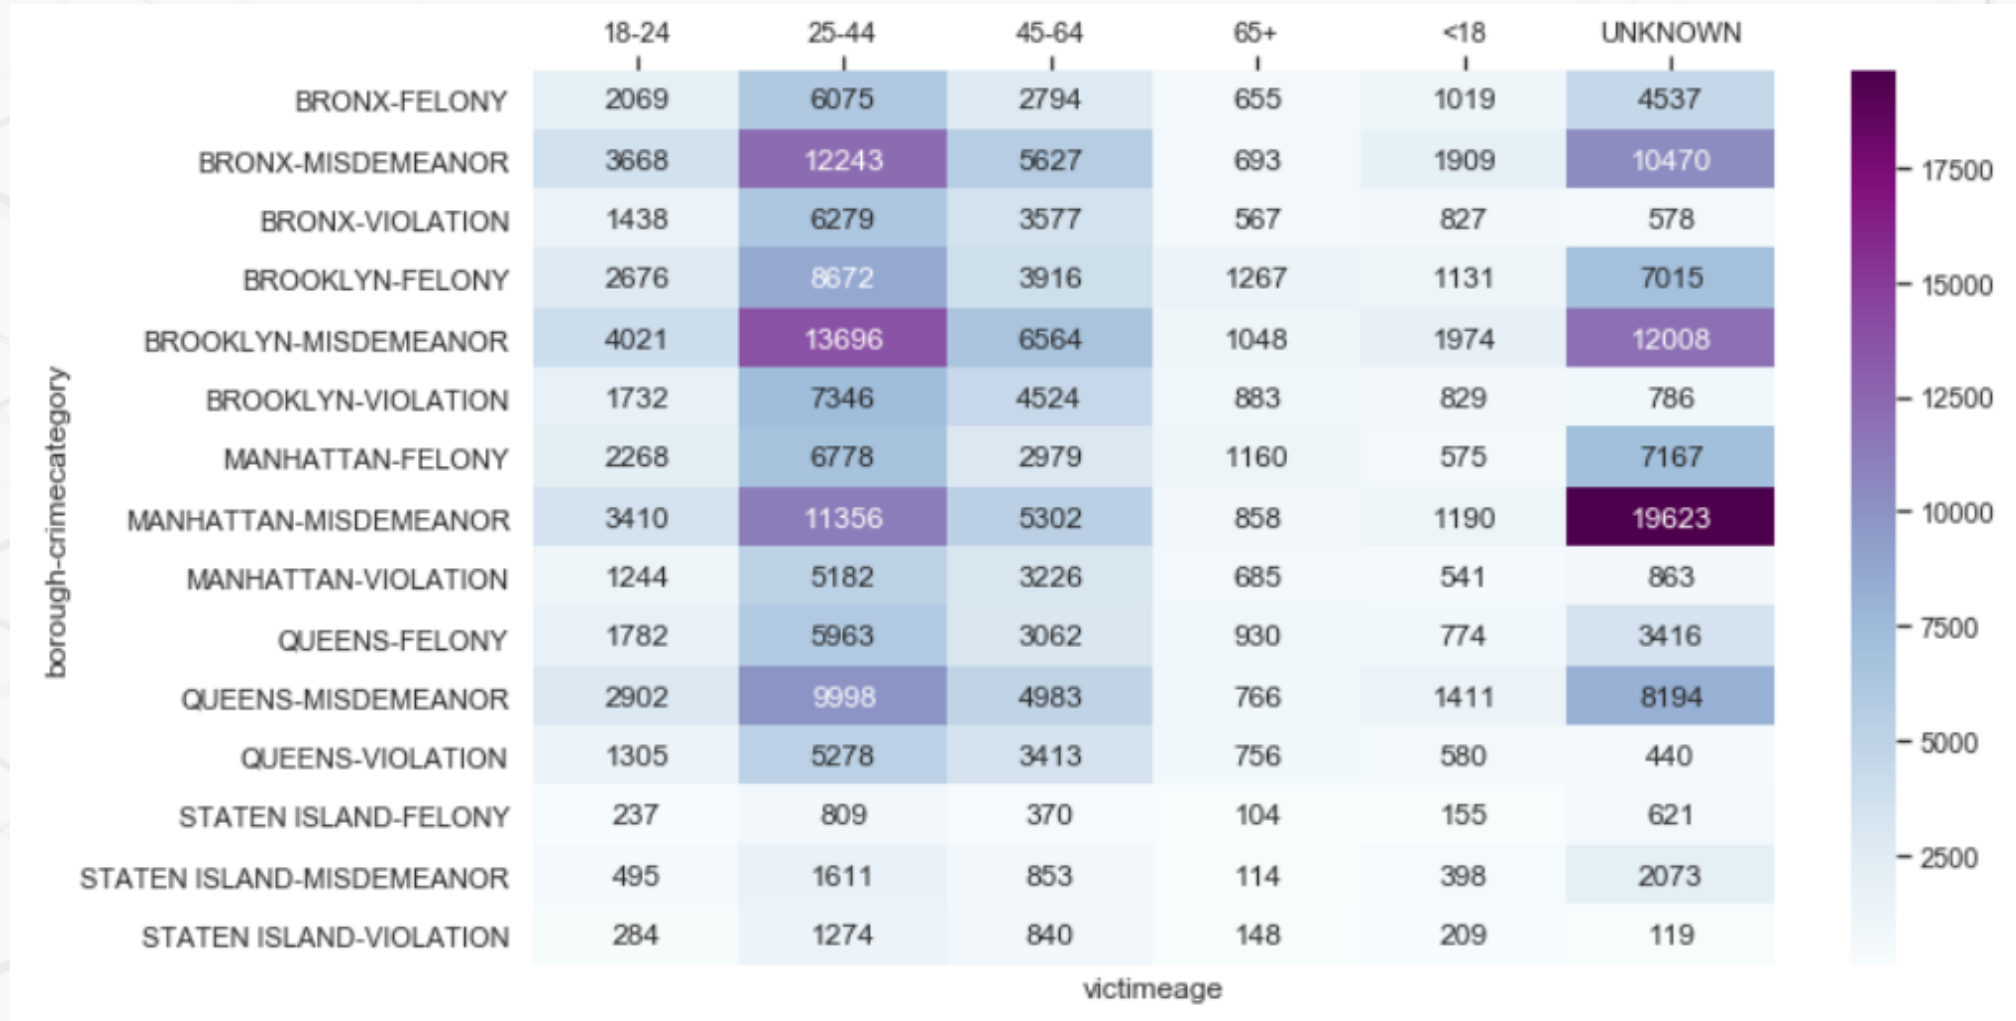 18-24 25-44 45-64 65+ <18 UNKNOWN
BRONX-FELONY 2069 6075 2794 655 1019 4537
BRONX-MISDEMEANOR 3668 12243 5627 693 1909 10470
BRONX-VIOLATION 1438 6279 3577 567 827 578
BROOKLYN-FELONY 2676 8672 3916 1267 1131 7015
BROOKLYN-MISDEMEANOR 4021 13696 6564 1048 1974 12008
BROOKLYN-VIOLATION 1732 7346 4524 883 829 786
MANHATTAN-FELONY 2268 6778 2979 1160 575 7167
MANHATTAN-MISDEMEANOR 3410 11356 5302 858 1190 19623
MANHATTAN-VIOLATION 1244 5182 3226 685 541 863
QUEENS-FELONY 1782 5963 3062 930 774 3416
QUEENS-MISDEMEANOR 2902 9998 4983 766 1411 8194
QUEENS-VIOLATION 1305 5278 3413 756 580 440
STATEN ISLAND-FELONY 237 809 370 104 155 621
STATEN ISLAND-MISDEMEANOR 495 1611 853 114 398 2073
STATEN ISLAND-VIOLATION 284 1274 840 148 209 119
borough-crimecategory
victimeage
17500
15000
12500
10000
7500
5000
2500